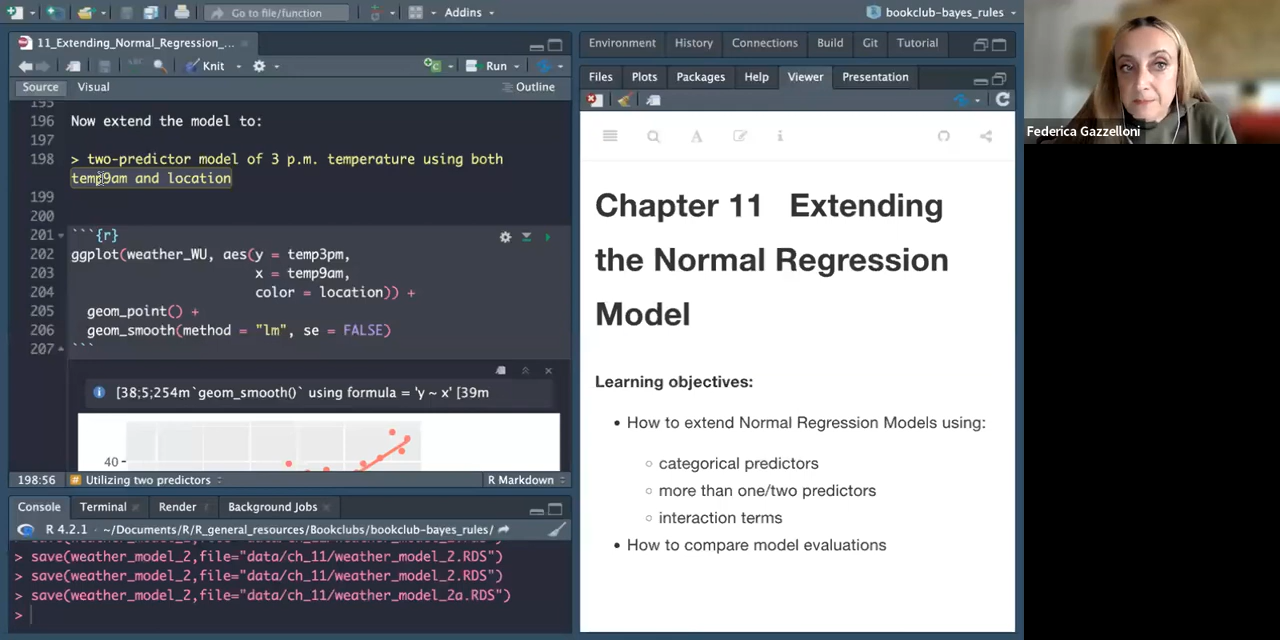 Go to file/function
Addins
bookclub-bayes_rules
11_Extending_Normal_Regression_...
Knit
Run
Source
Visual
Outline
195
196 Now extend the model to:
197
198 > two-predictor model of 3 p.m. temperature using both
temp9am and location
199
200
201 ```{r}
202 ggplot(weather_WU, aes(y = temp3pm,
203 x = temp9am,
204 color = location)) +
205 geom_point() +
206 geom_smooth(method = "lm", se = FALSE)
207 ```
[38;5;254m`geom_smooth()` using formula = 'y ~ x' [39m
40
198:56
Utilizing two predictors
R Markdown
Console
Terminal
Render
Background Jobs
R 4.2.1 · ~/Documents/R/R_general_resources/Bookclubs/bookclub-bayes_rules/
> save(weather_model_2,file="data/ch_11/weather_model_2.RDS")
> save(weather_model_2,file="data/ch_11/weather_model_2.RDS")
> save(weather_model_2,file="data/ch_11/weather_model_2a.RDS")
>
Environment
History
Connections
Build
Git
Tutorial
Files
Plots
Packages
Help
Viewer
Presentation
Chapter 11 Extending
the Normal Regression
Model
Learning objectives:
• How to extend Normal Regression Models using:
○ categorical predictors
○ more than one/two predictors
○ interaction terms
• How to compare model evaluations
Federica Gazzelloni